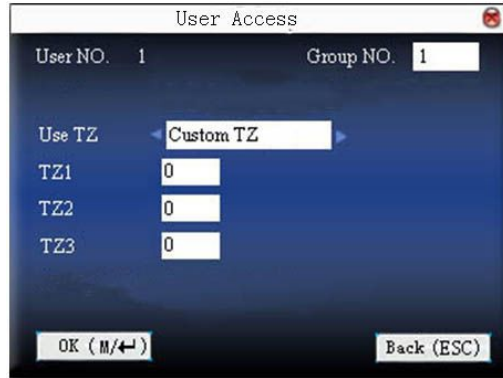 User Access
User NO. 1 Group NO. 1
Use TZ Custom TZ
TZ1 0
TZ2 0
TZ3 0
OK (M/↵) Back (ESC)